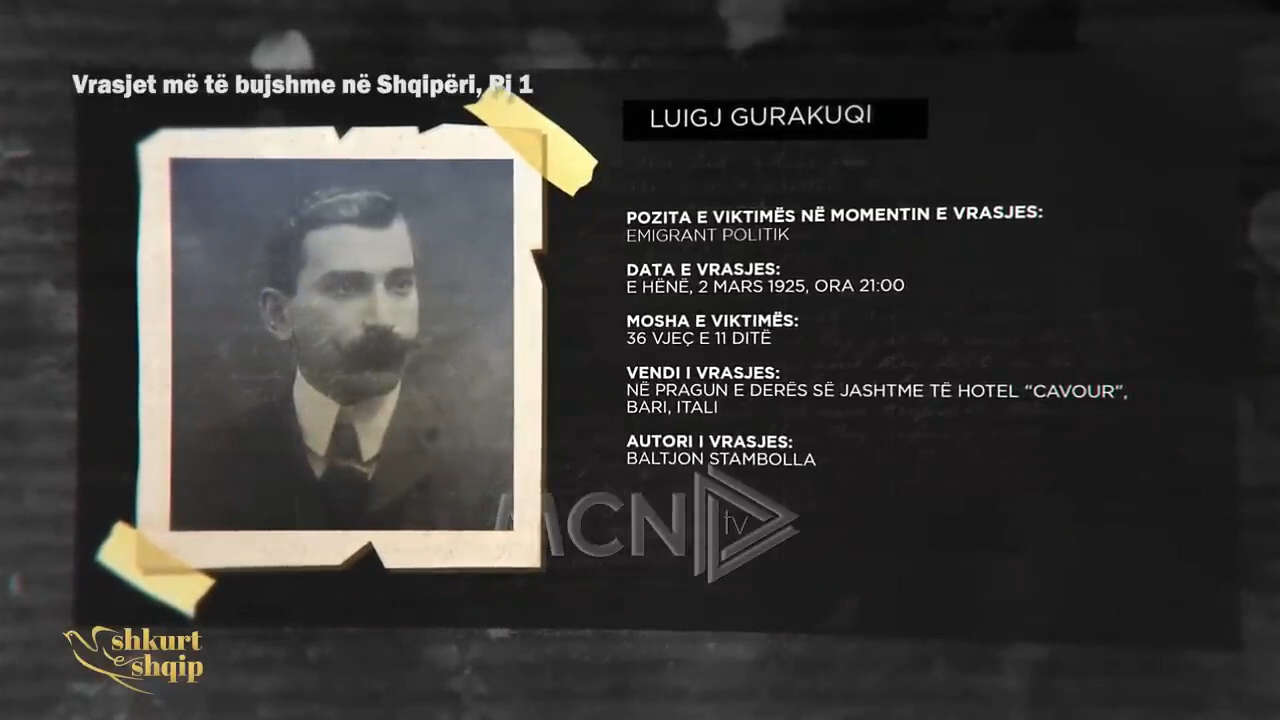 Vrasjet më të bujshme në Shqipëri, Pj 1
LUIGJ GURAKUQI
POZITA E VIKTIMËS NË MOMENTIN E VRASJES:
EMIGRANT POLITIK
DATA E VRASJES:
E HËNË, 2 MARS 1925, ORA 21:00
MOSHA E VIKTIMËS:
36 VJEÇ E 11 DITË
VENDI I VRASJES:
NË PRAGUN E DERËS SË JASHTME TË HOTEL “CAVOUR”,
BARI, ITALI
AUTORI I VRASJES:
BALTJON STAMBOLLA
MCN tv
shkurt
e
shqip